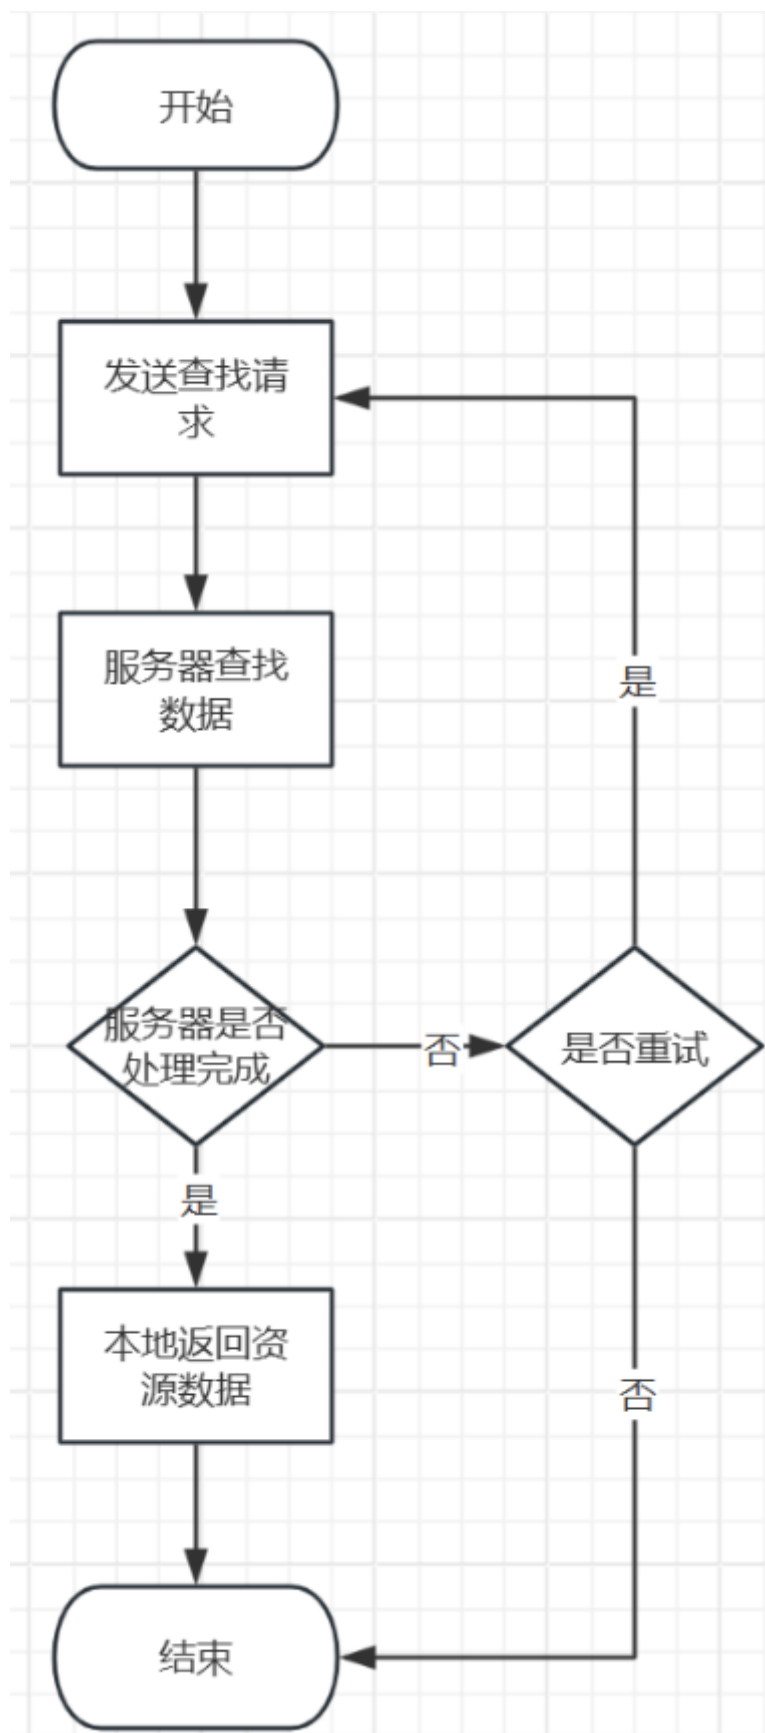 开始
发送查找请
求
服务器查找
数据
是
服务器是否
处理完成
否
是否重试
是
本地返回资
源数据
否
结束